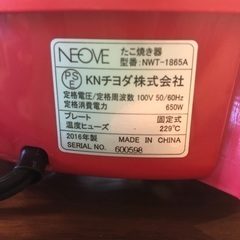 NEOVE たこ焼き器
型番:NWT-1865A
PSE KNチヨダ株式会社
定格電圧/定格周波数 100V 50/60Hz
定格消費電力 650W
プレート 固定式
温度ヒューズ 229℃
2016年製 MADE IN CHINA
SERIAL NO. 600598